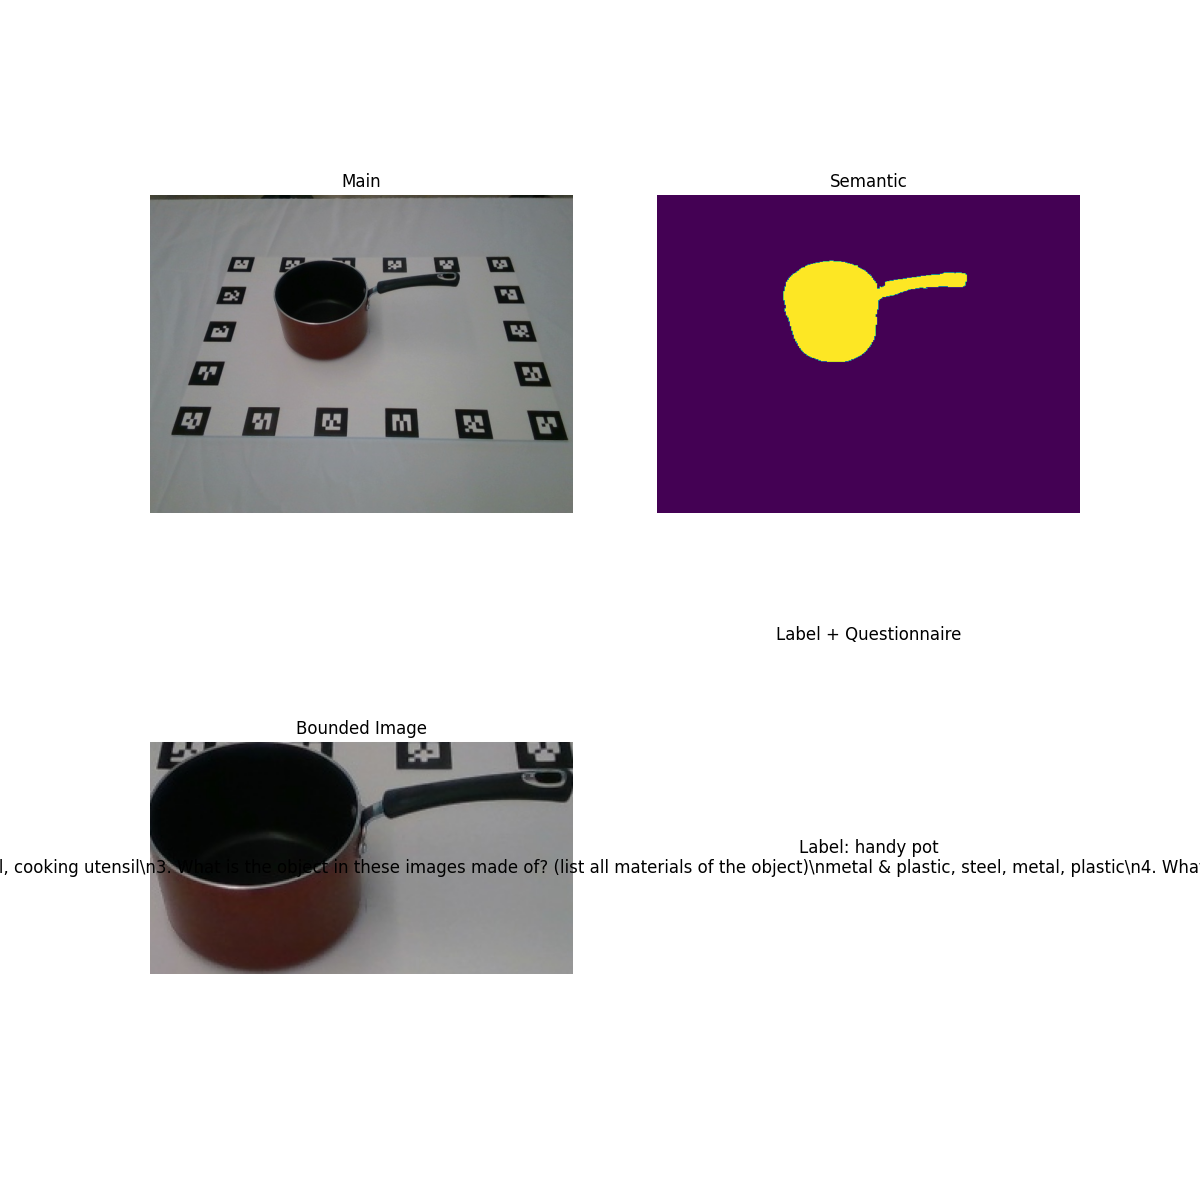 Main
Semantic
Label + Questionnaire
Bounded Image
Label: handy pot
l, cooking utensil\n3. What is the object in these images made of? (list all materials of the object)\nmetal & plastic, steel, metal, plastic\n4. Wha